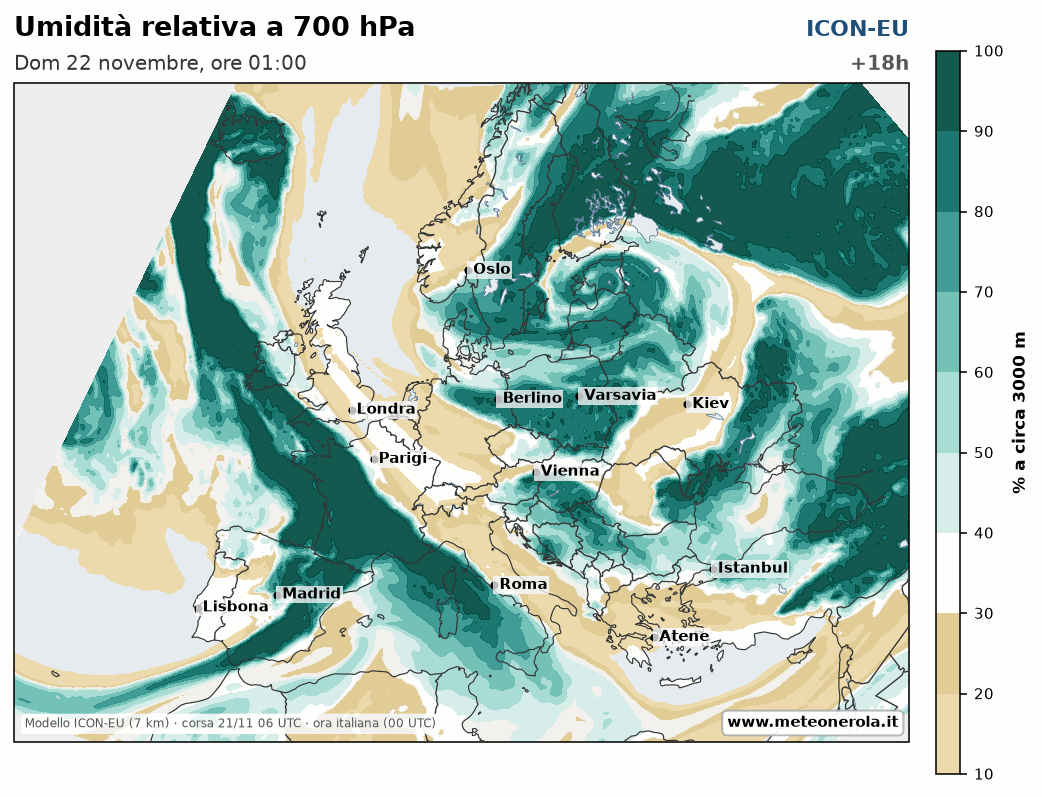 Umidità relativa a 700 hPa
ICON-EU
Dom 22 novembre, ore 01:00
+18h
100
90
80
70
60
50
40
30
20
10
% a circa 3000 m
Oslo
Berlino
Varsavia
Kiev
Londra
Parigi
Vienna
Istanbul
Roma
Madrid
Lisbona
Atene
Modello ICON-EU (7 km) · corsa 21/11 06 UTC · ora italiana (00 UTC)
www.meteonerola.it